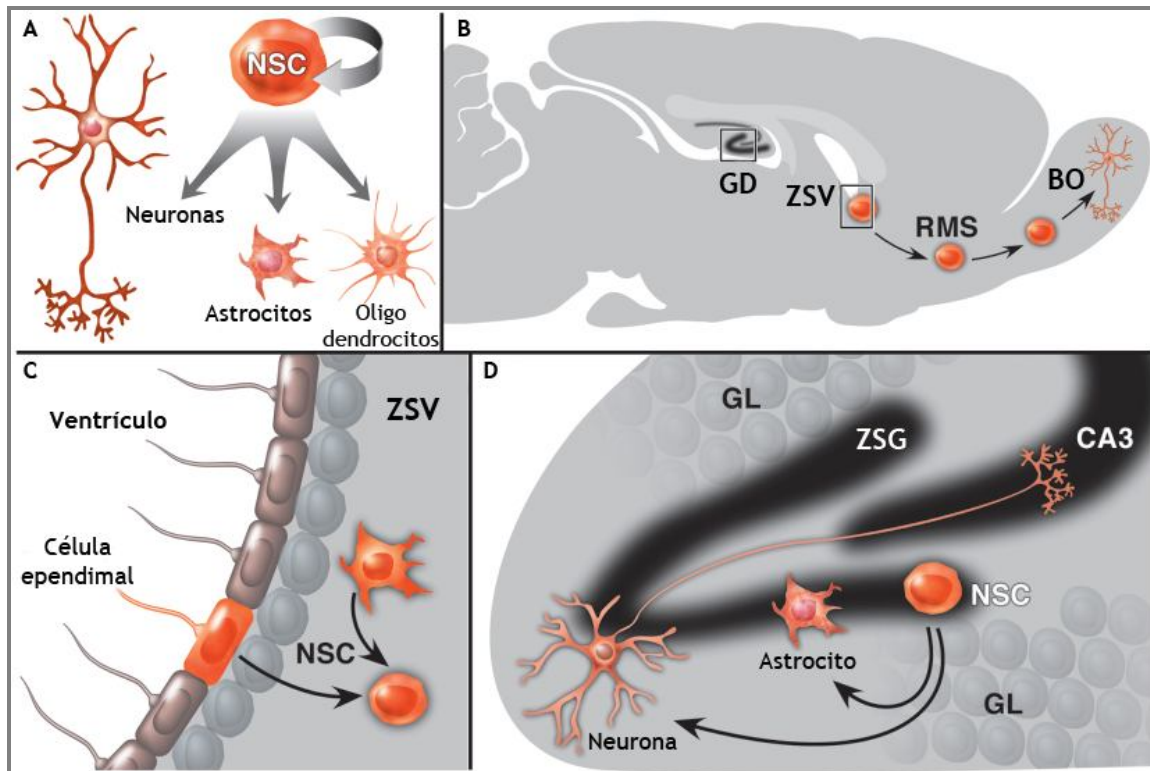 A
NSC
Neuronas
Astrocitos
Oligo
dendrocitos
B
GD
ZSV
RMS
BO
C
ZSV
Ventrículo
Célula
ependimal
NSC
D
GL
ZSG
CA3
NSC
Astrocito
GL
Neurona